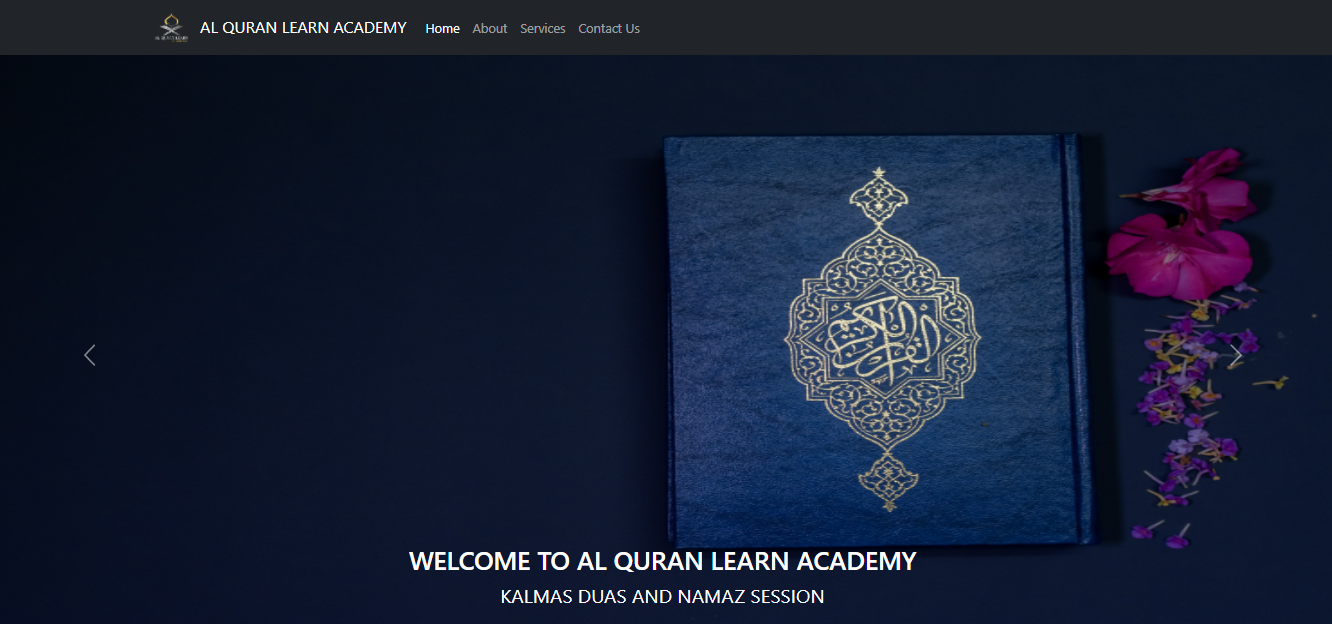 AL QURAN LEARN ACADEMY Home About Services Contact Us
القرآن الكريم
WELCOME TO AL QURAN LEARN ACADEMY
KALMAS DUAS AND NAMAZ SESSION